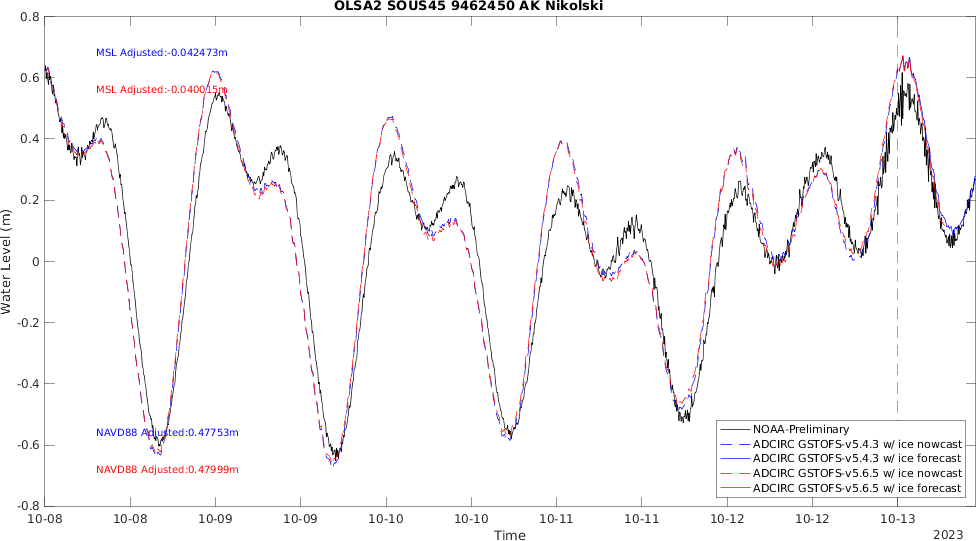 OLSA2 SOUS45 9462450 AK Nikolski
0.8
0.6
0.4
0.2
0
-0.2
-0.4
-0.6
-0.8
Water Level (m)
MSL Adjusted:-0.042473m
MSL Adjusted:-0.040015m
NAVD88 Adjusted:0.47753m
NAVD88 Adjusted:0.47999m
NOAA-Preliminary
ADCIRC GSTOFS-v5.4.3 w/ ice nowcast
ADCIRC GSTOFS-v5.4.3 w/ ice forecast
ADCIRC GSTOFS-v5.6.5 w/ ice nowcast
ADCIRC GSTOFS-v5.6.5 w/ ice forecast
10-08 10-08 10-09 10-09 10-10 10-10 10-11 10-11 10-12 10-12 10-13
Time
2023